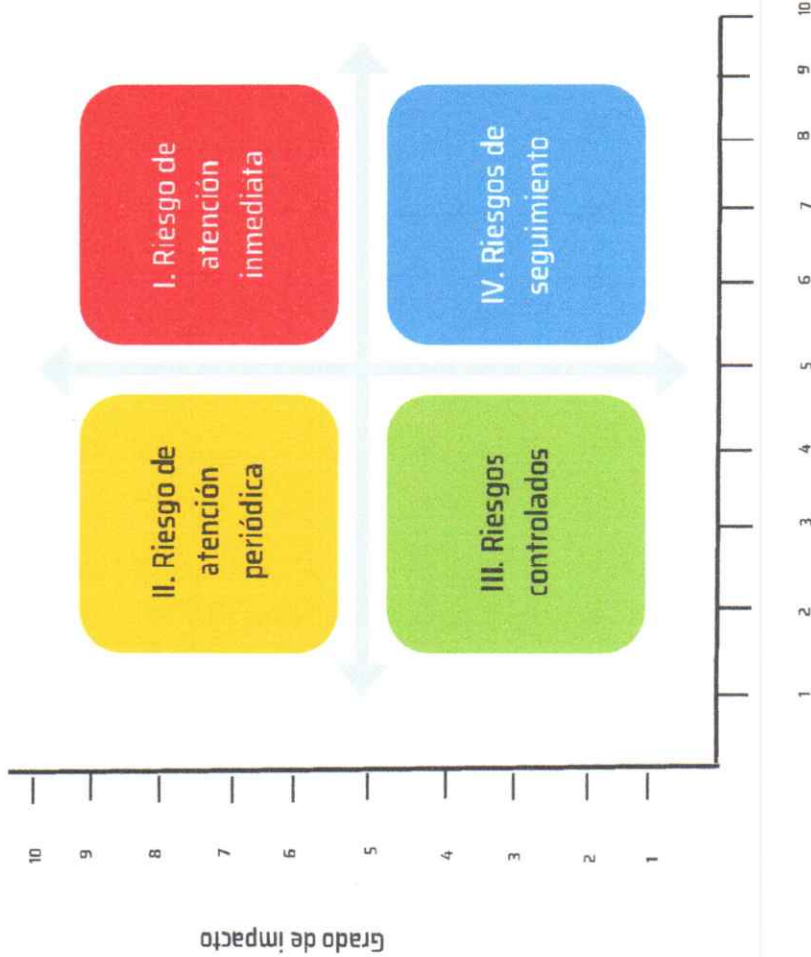 I. Riesgo de
atención
inmediata
II. Riesgo de
atención
periódica
III. Riesgos
controlados
IV. Riesgos de
seguimiento
Grado de impacto
10
9
8
7
6
5
4
3
2
1
1
2
3
4
5
6
7
8
9
10